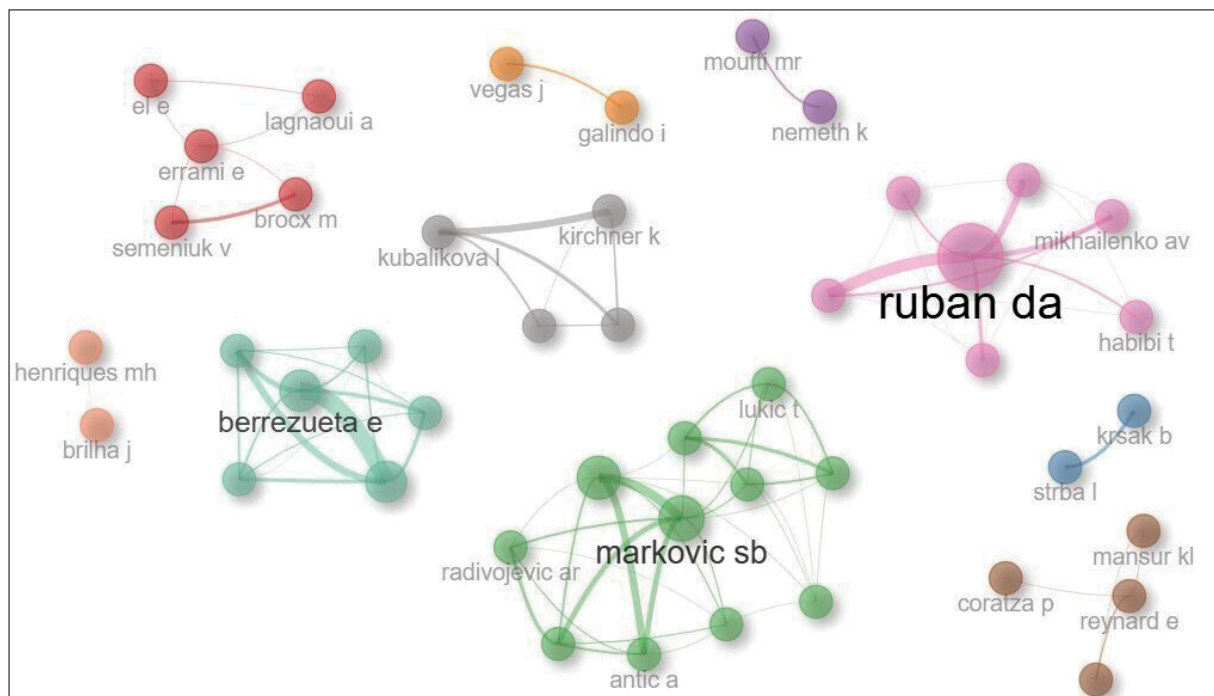 moufti mr
el e
vegas j
lagnaoui a
galindo i
nemeth k
errami e
brocx m
kirchner k
mikhailenko av
semeniuk v
kubalikova l
ruban da
habibi t
henriques mh
lukic t
berrezueta e
krsak b
brilha j
strba l
markovic sb
mansur kl
radivojevic ar
coratza p
reynard e
antic a